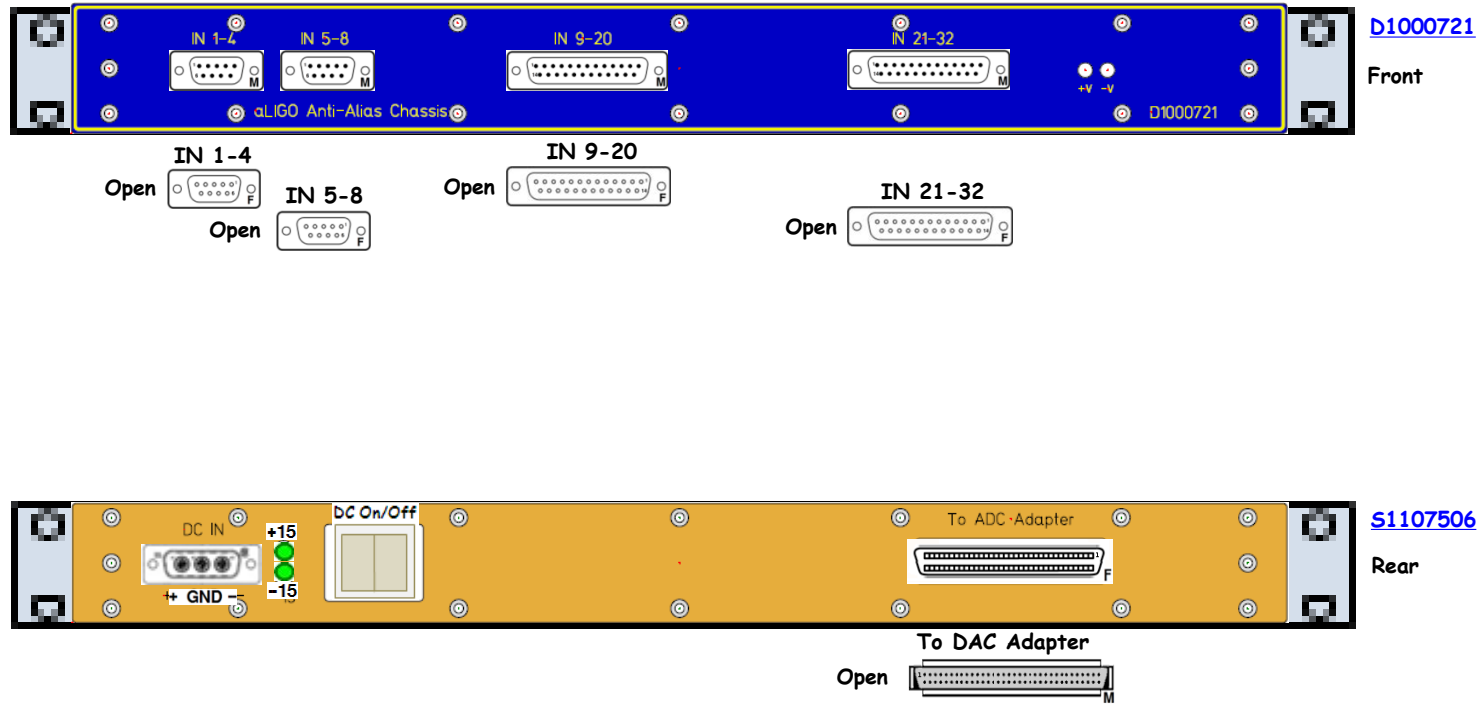 D1000721
Front
IN 1-4
IN 5-8
IN 9-20
IN 21-32
M
M
M
M
+V -V
aLIGO Anti-Alias Chassis
D1000721
IN 1-4
Open
F
IN 5-8
Open
F
IN 9-20
Open
F
IN 21-32
Open
F
S1107506
Rear
DC IN
+15
-15
++ GND -
DC On/Off
To ADC Adapter
1
F
To DAC Adapter
Open
1
M